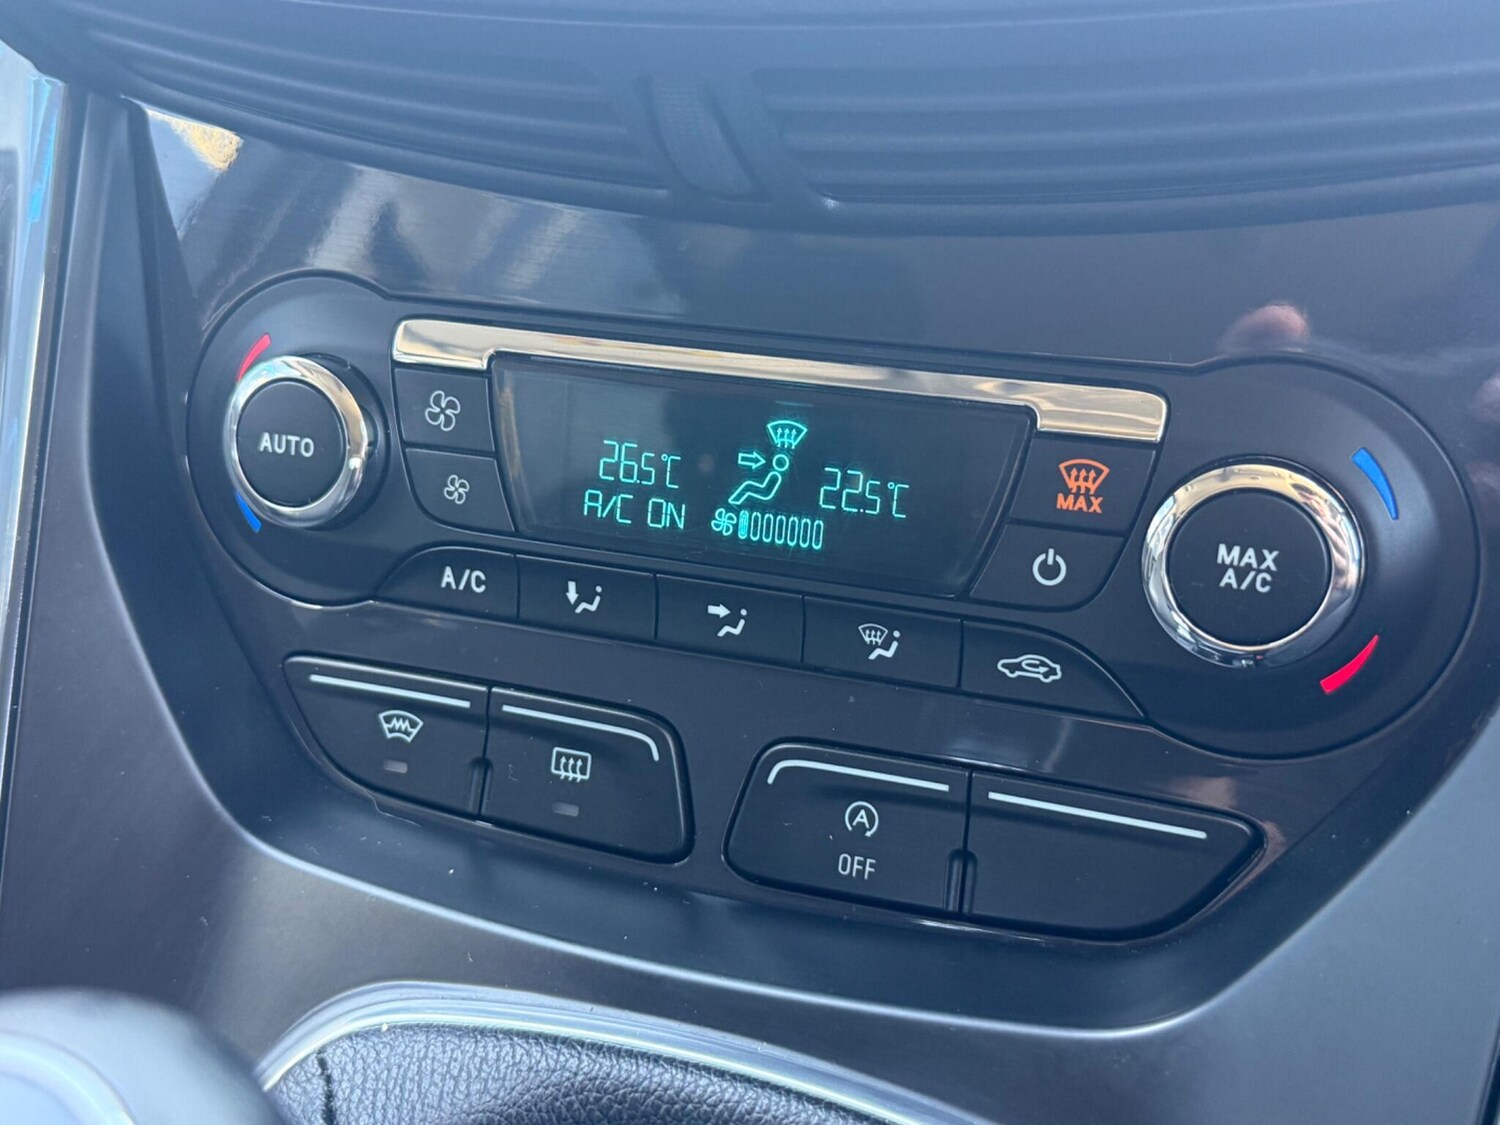 AUTO
26.5°C
22.5°C
A/C ON
MAX
MAX
A/C
A/C
A
OFF